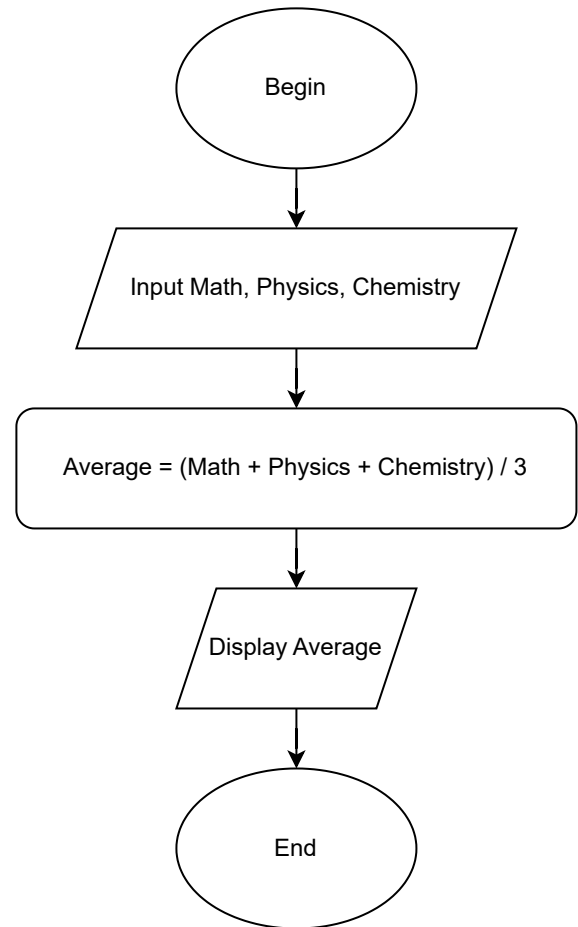 Begin
Input Math, Physics, Chemistry
Average = (Math + Physics + Chemistry) / 3
Display Average
End